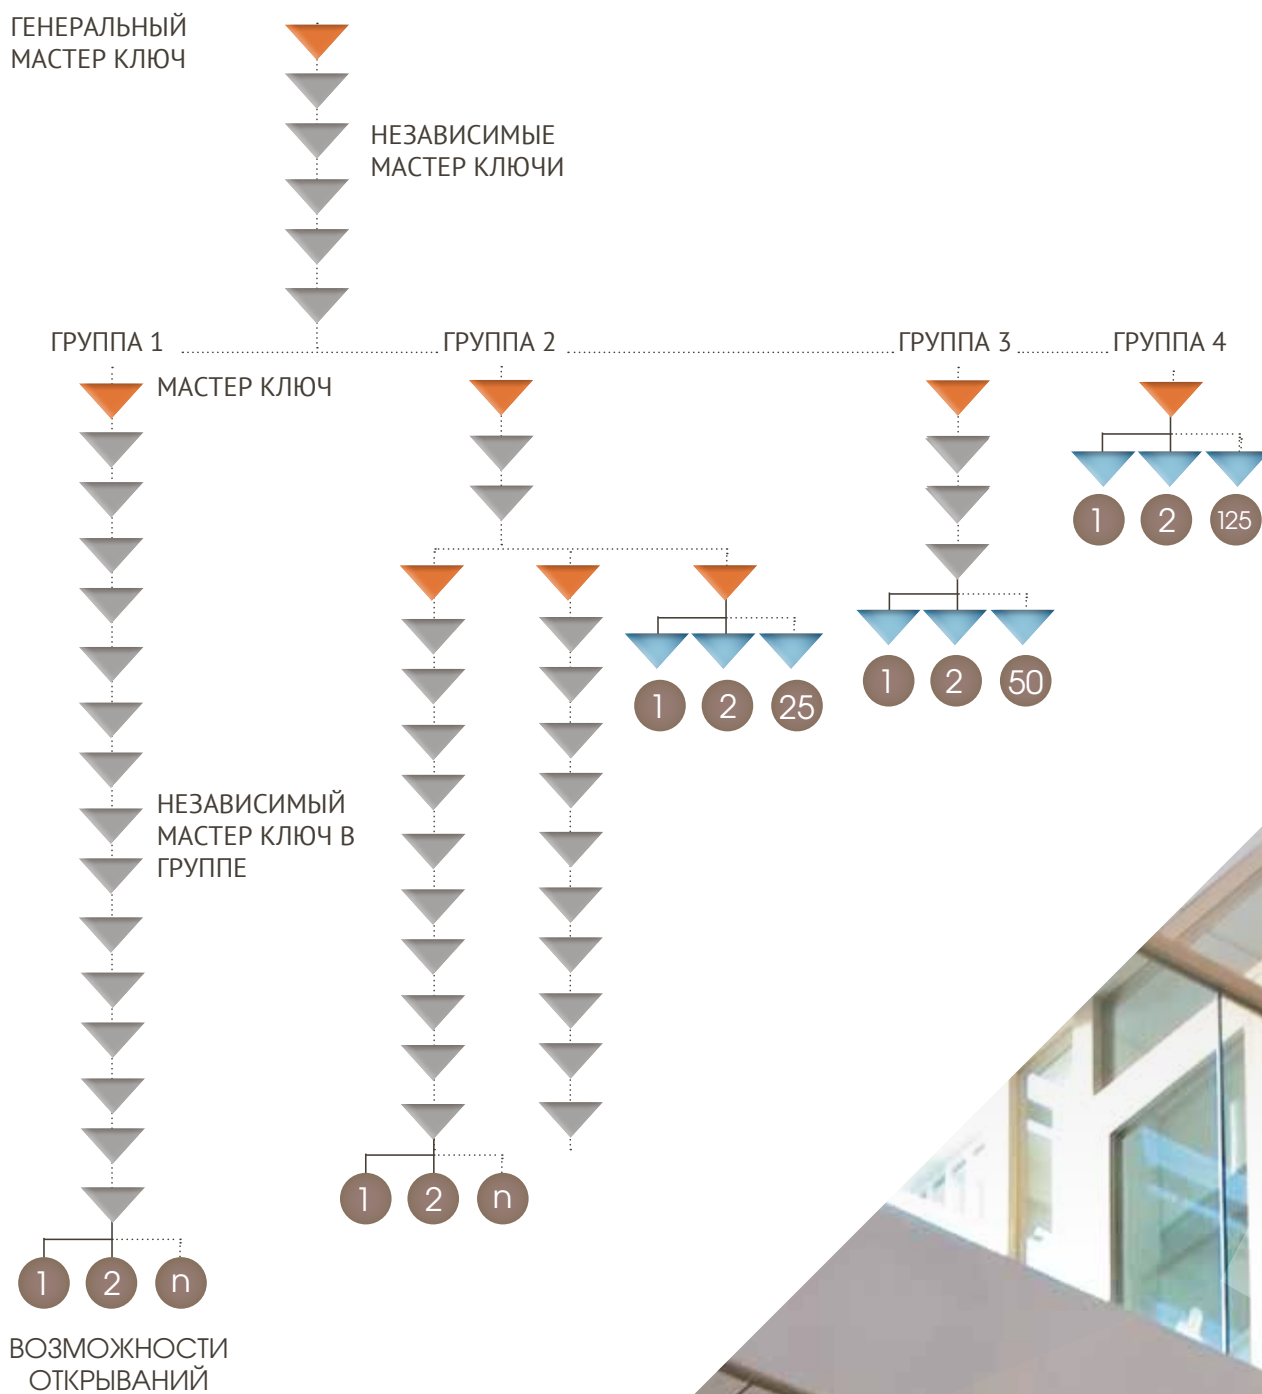 ГЕНЕРАЛЬНЫЙ
МАСТЕР КЛЮЧ
НЕЗАВИСИМЫЕ
МАСТЕР КЛЮЧИ
ГРУППА 1
ГРУППА 2
ГРУППА 3
ГРУППА 4
МАСТЕР КЛЮЧ
1 2 125
1 2 50
1 2 25
НЕЗАВИСИМЫЙ
МАСТЕР КЛЮЧ В
ГРУППЕ
1 2 n
1 2 n
ВОЗМОЖНОСТИ
ОТКРЫВАНИЙ